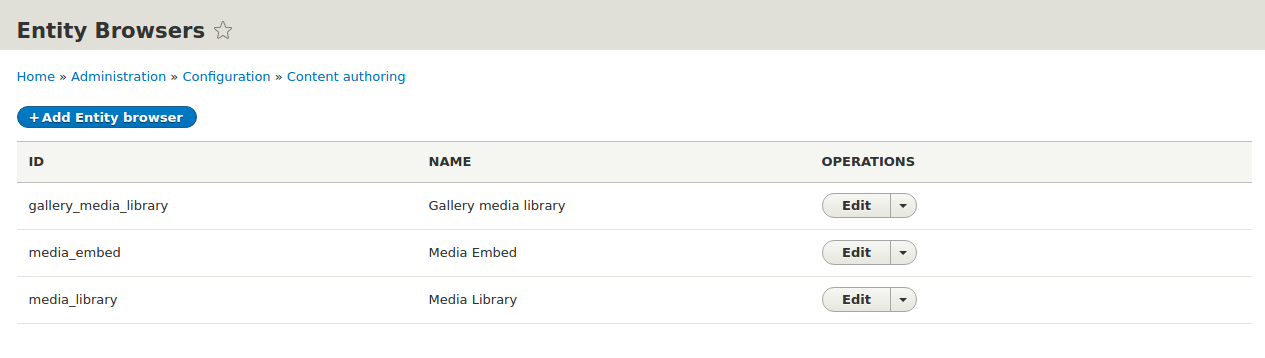 Entity Browsers
Home » Administration » Configuration » Content authoring
+ Add Entity browser
ID NAME OPERATIONS
gallery_media_library Gallery media library Edit
media_embed Media Embed Edit
media_library Media Library Edit